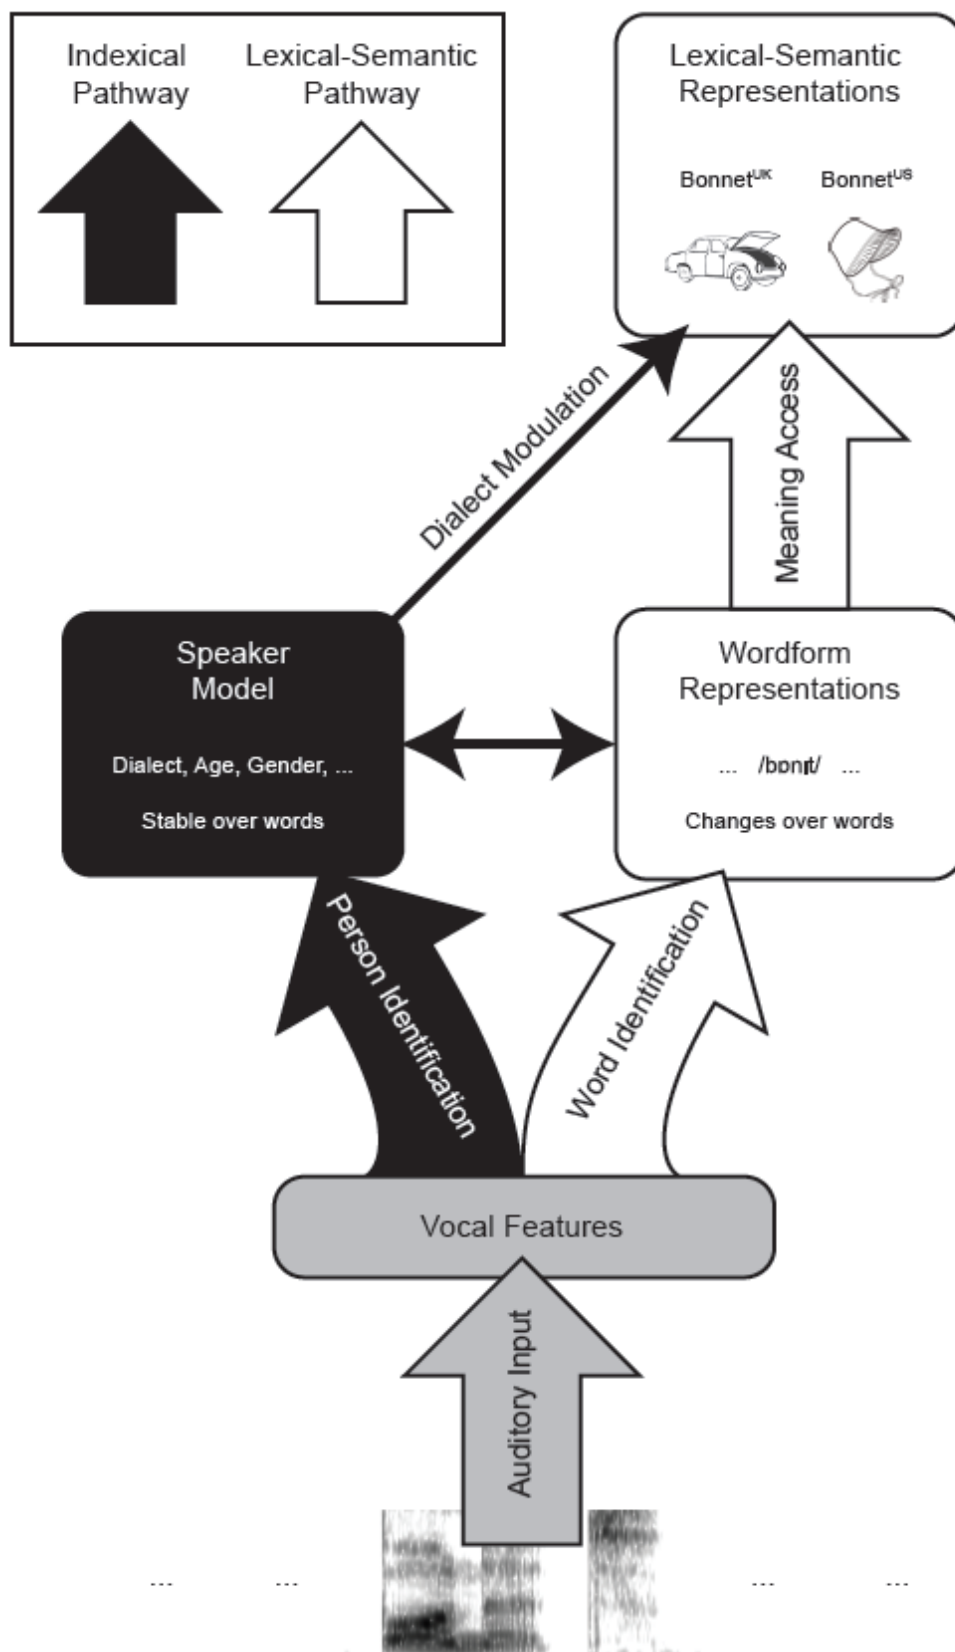 Indexical
Pathway
Lexical-Semantic
Pathway
Lexical-Semantic
Representations
Bonnet^UK
Bonnet^US
Dialect Modulation
Meaning Access
Speaker
Model
Dialect, Age, Gender, ...
Stable over words
Wordform
Representations
... /bɒnɪt/ ...
Changes over words
Person Identification
Word Identification
Vocal Features
Auditory Input
... ... ... ...